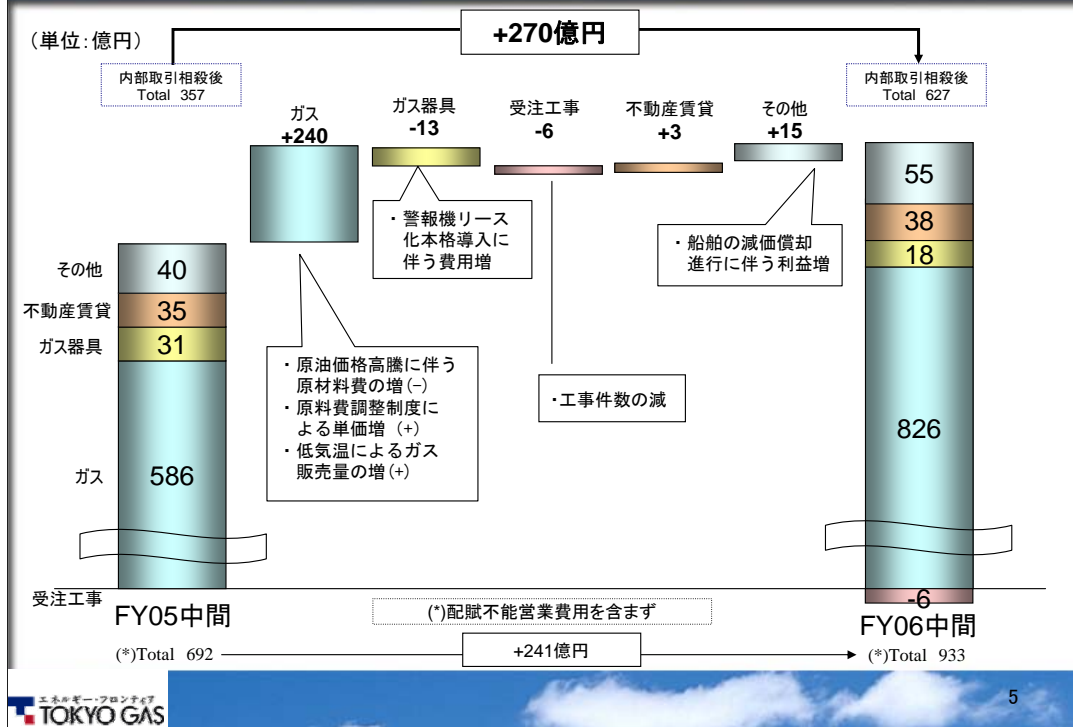 +270億円
(単位:億円)
内部取引相殺後
Total 357
内部取引相殺後
Total 627
ガス
+240
ガス器具
-13
受注工事
-6
不動産賃貸
+3
その他
+15
・警報機リース
化本格導入に
伴う費用増
・船舶の減価償却
進行に伴う利益増
・原油価格高騰に伴う
原材料費の増(−)
・原料費調整制度に
よる単価増 (+)
・低気温によるガス
販売量の増(+)
・工事件数の減
その他
40
不動産賃貸
35
ガス器具
31
ガス
586
受注工事
55
38
18
826
-6
FY05中間
FY06中間
(*)配賦不能営業費用を含まず
(*)Total 692
+241億円
(*)Total 933
エネルギー・フロンティア
TOKYO GAS
5